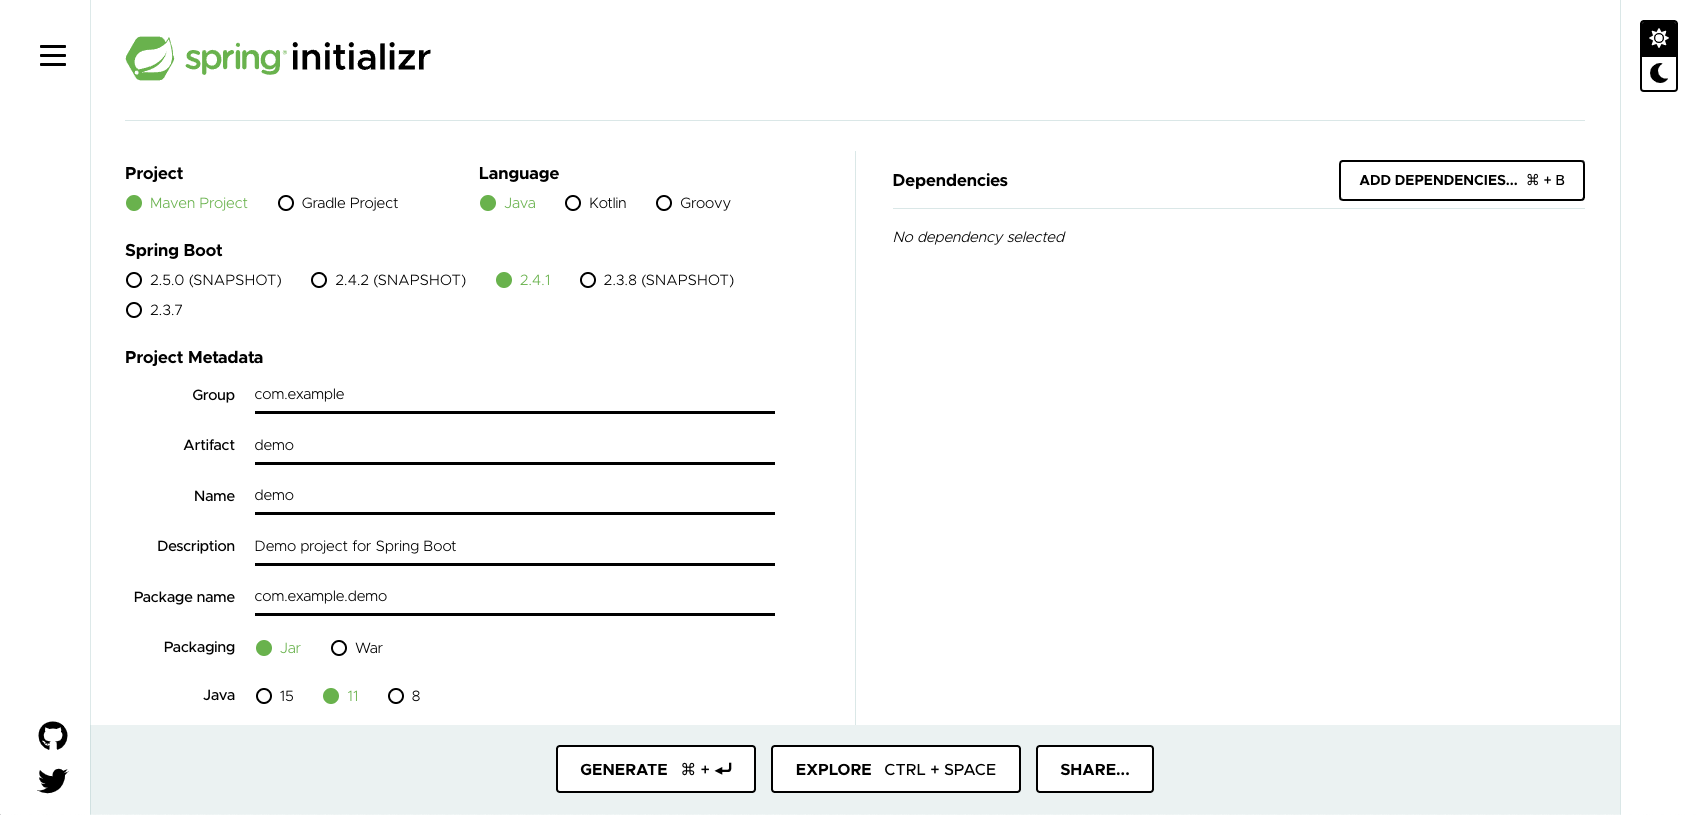 spring initializr
Project
Maven Project Gradle Project
Language
Java Kotlin Groovy
Spring Boot
2.5.0 (SNAPSHOT) 2.4.2 (SNAPSHOT) 2.4.1 2.3.8 (SNAPSHOT)
2.3.7
Project Metadata
Group com.example
Artifact demo
Name demo
Description Demo project for Spring Boot
Package name com.example.demo
Packaging Jar War
Java 15 11 8
Dependencies
ADD DEPENDENCIES... ⌘ + B
No dependency selected
GENERATE ⌘ + ↵
EXPLORE CTRL + SPACE
SHARE...